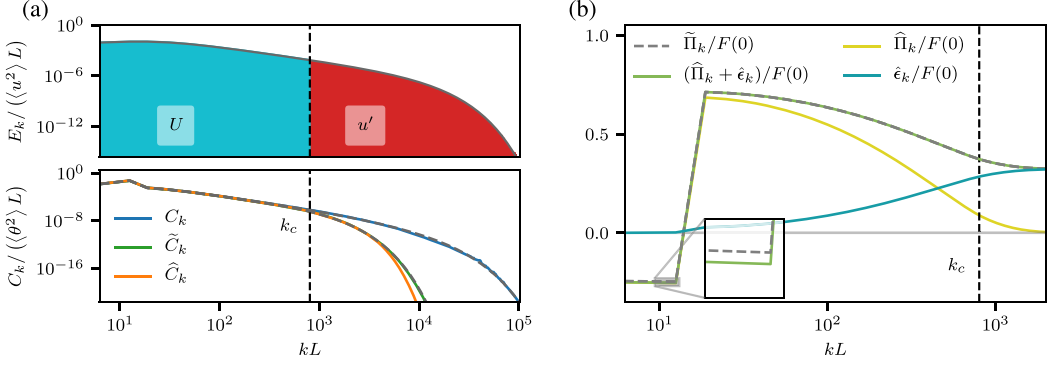 (a)
10^0
10^{-6}
10^{-12}
E_k / (⟨u^2⟩ L)
U
u′
10^0
10^{-8}
10^{-16}
C_k / (⟨θ^2⟩ L)
k_c
C_k
C̃_k
Ĉ_k
10^1
10^2
10^3
10^4
10^5
kL
(b)
1.0
0.5
0.0
Π̃_k/F(0)
(Π̂_k + ϵ̂_k)/F(0)
Π̂_k/F(0)
ϵ̂_k/F(0)
k_c
10^1
10^2
10^3
kL